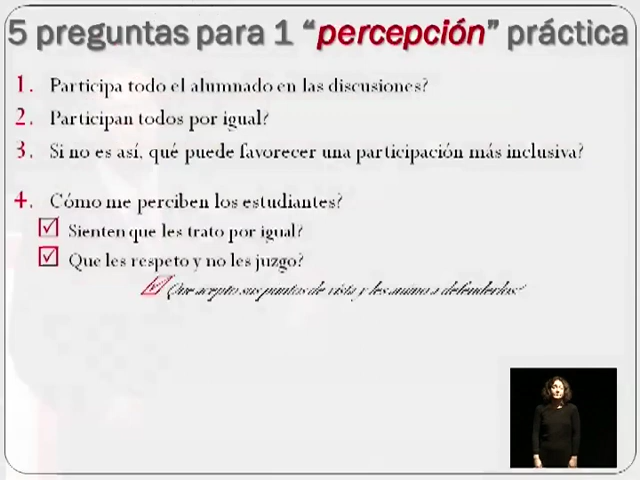 5 preguntas para 1 “percepción” práctica
1. Participa todo el alumnado en las discusiones?
2. Participan todos por igual?
3. Si no es así, qué puede favorecer una participación más inclusiva?
4. Cómo me perciben los estudiantes?
Sienten que les trato por igual?
Que les respeto y no les juzgo?
Que acepto sus puntos de vista y les animo a defenderlos?